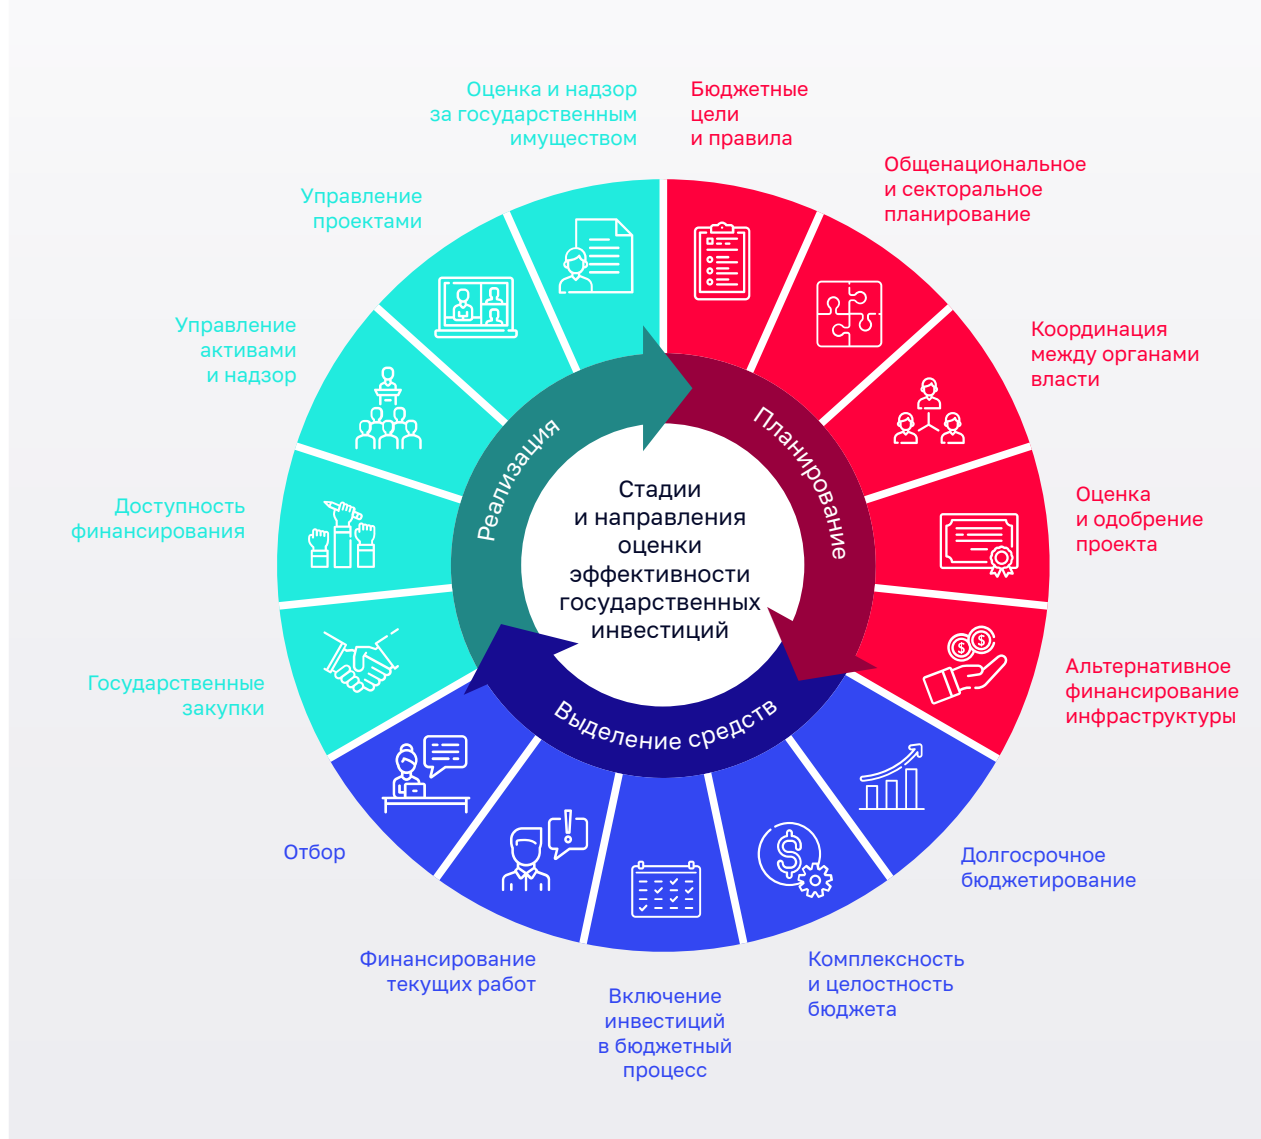 Оценка и надзор
за государственным
имуществом
Бюджетные
цели
и правила
Общенациональное
и секторальное
планирование
Координация
между органами
власти
Оценка
и одобрение
проекта
Альтернативное
финансирование
инфраструктуры
Долгосрочное
бюджетирование
Комплексность
и целостность
бюджета
Включение
инвестиций
в бюджетный
процесс
Финансирование
текущих работ
Отбор
Государственные
закупки
Доступность
финансирования
Управление
активами
и надзор
Управление
проектами
Планирование
Выделение средств
Реализация
Стадии
и направления
оценки
эффективности
государственных
инвестиций